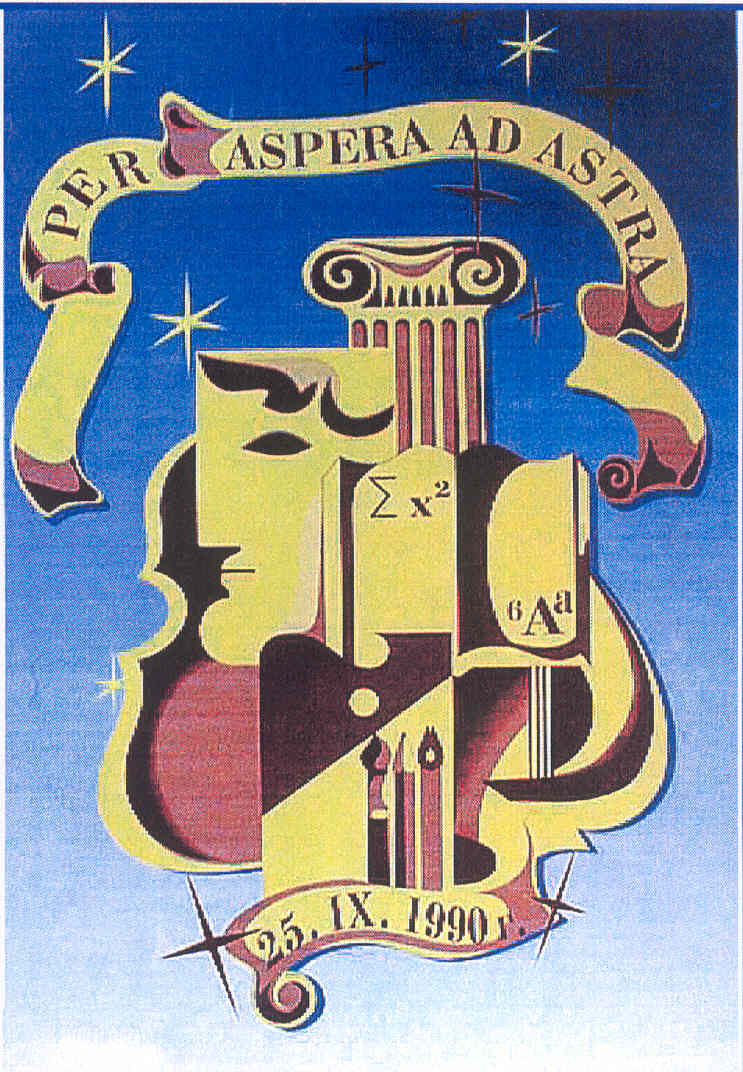 PER ASPERA AD ASTRA
∑ x²
⁶Aª
25. IX. 1990 г.